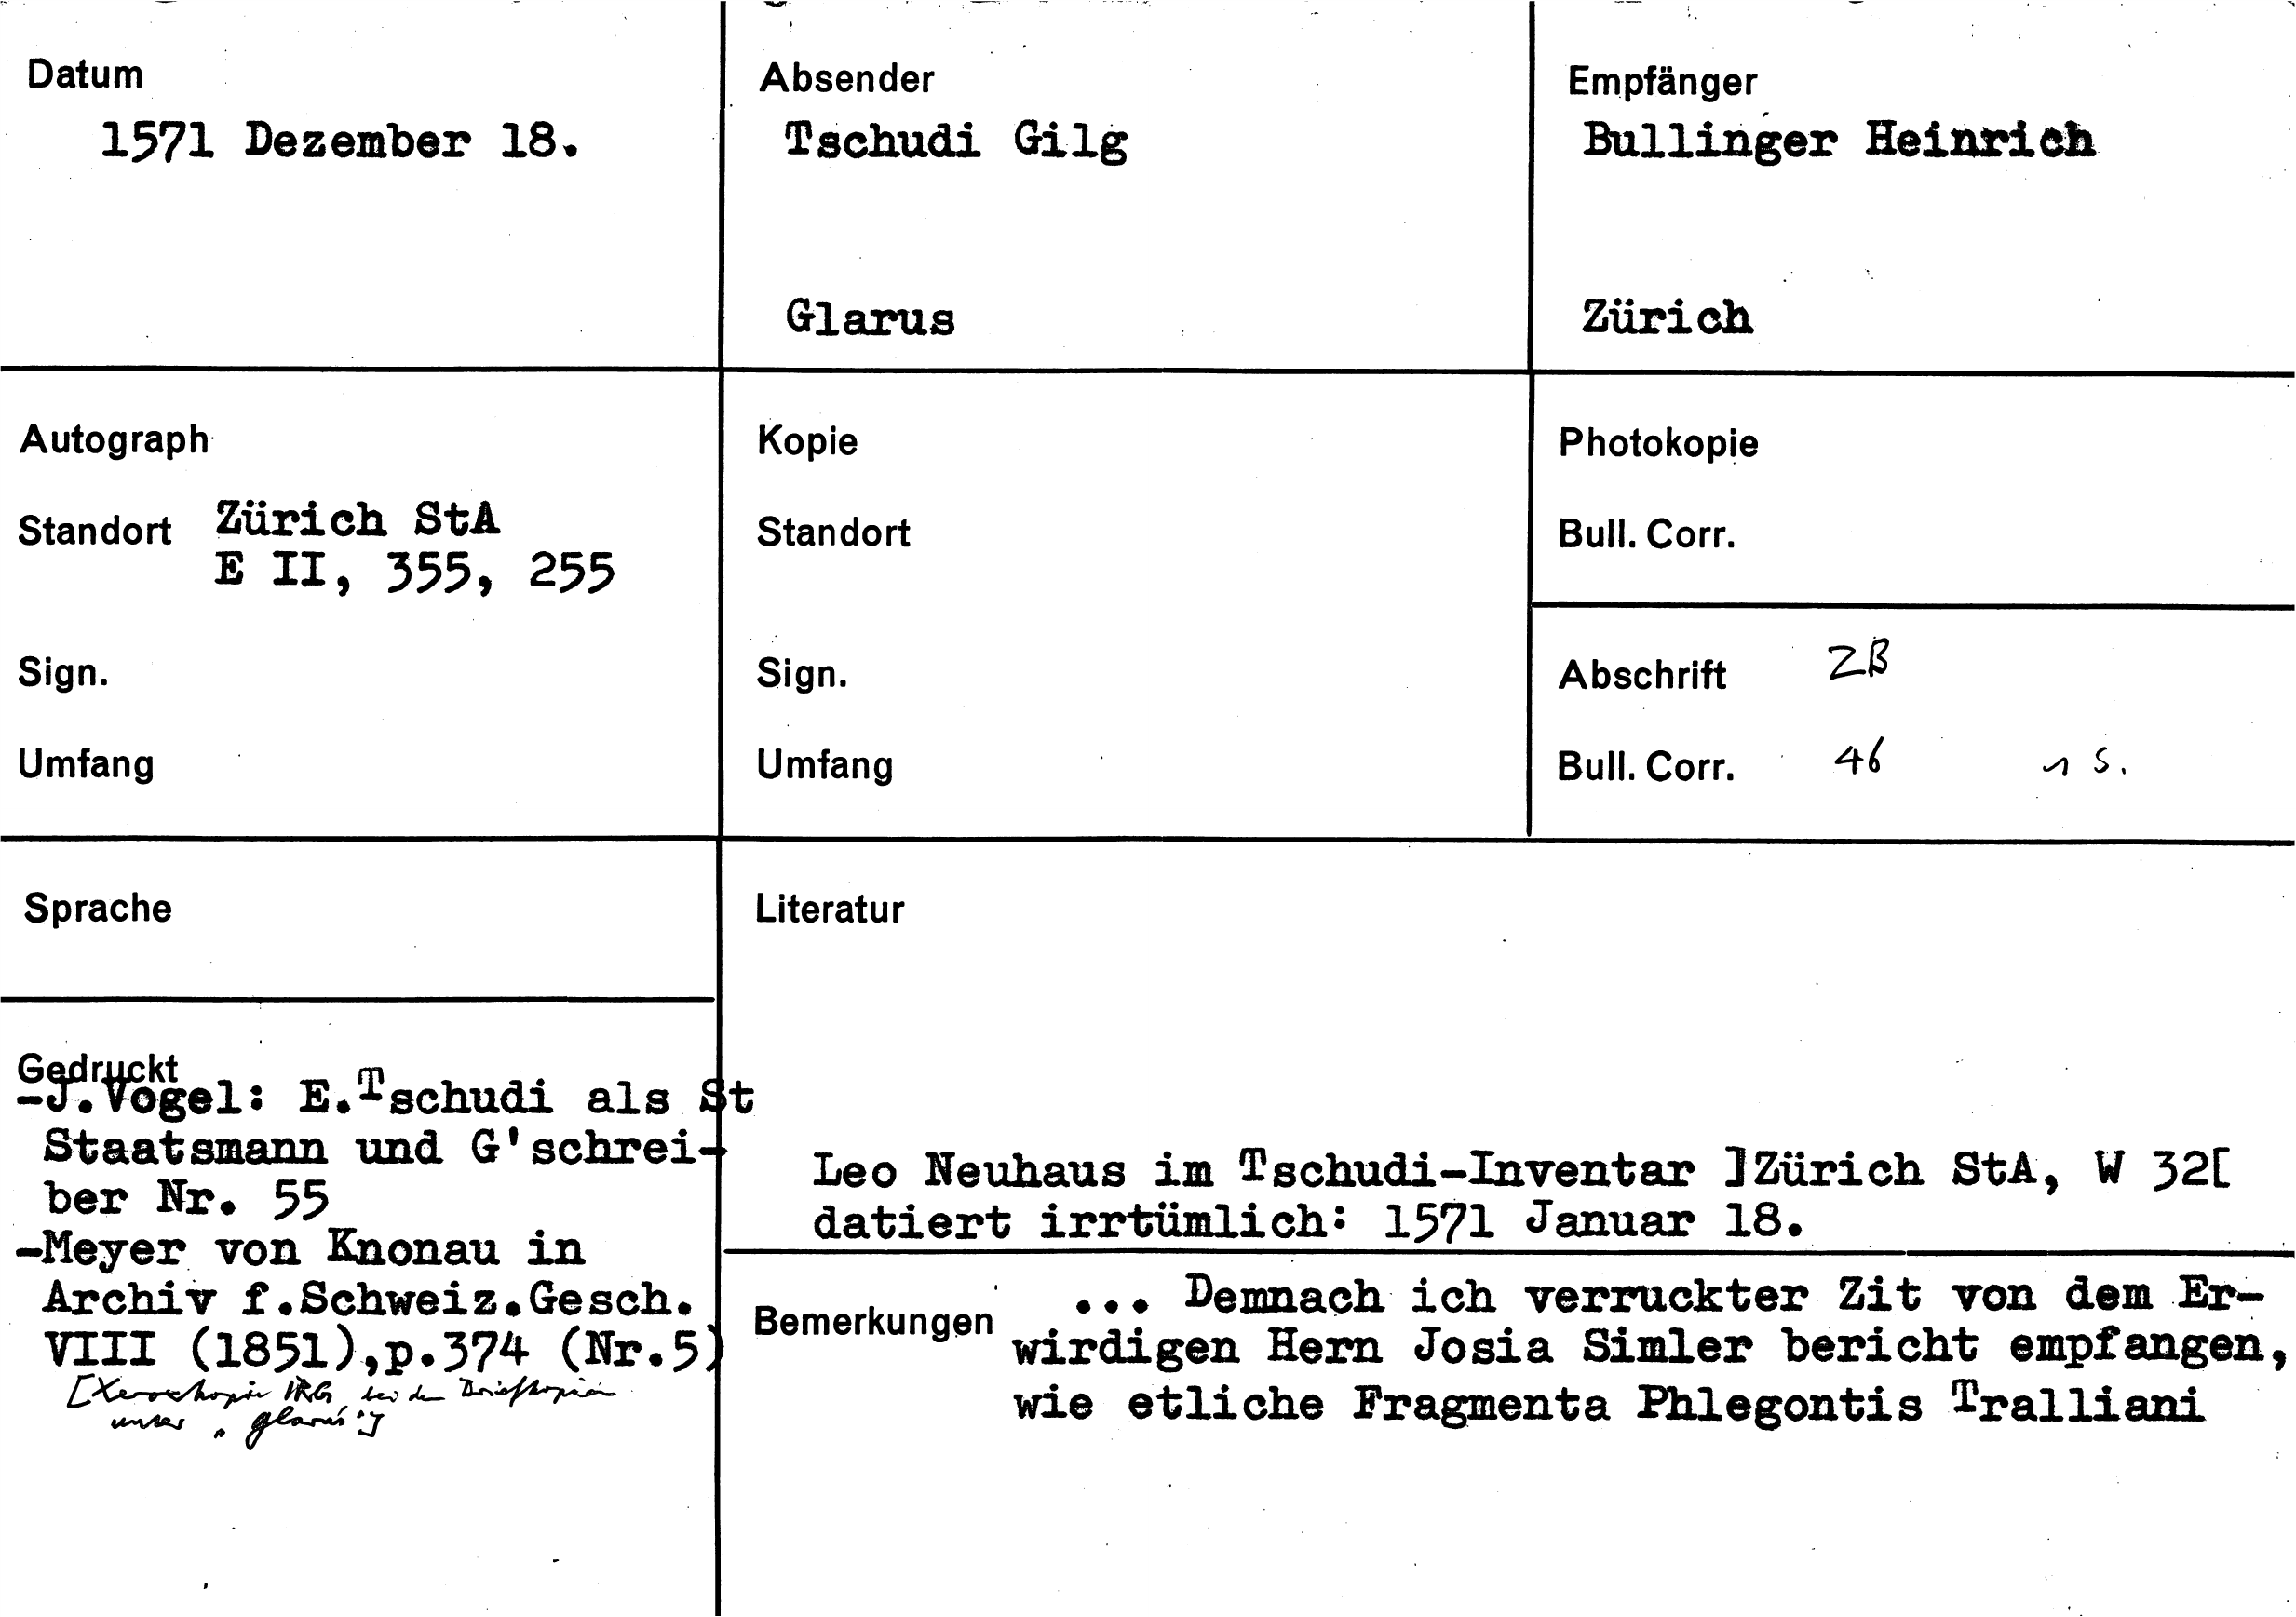 Datum
1571 Dezember 18.
Absender
Tschudi Gilg
Glarus
Empfänger
Bullinger Heinrich
Zürich
Autograph
Standort Zürich StA
E II, 355, 255
Sign.
Umfang
Kopie
Standort
Sign.
Umfang
Photokopie
Bull. Corr.
Abschrift ZB
Bull. Corr. 46 1 S.
Sprache
Gedruckt
-J.Vogel: E.Tschudi als St
Staatsmann und G'schrei-
ber Nr. 55
-Meyer von Knonau in
Archiv f.Schweiz.Gesch.
VIII (1851),p.374 (Nr.5)
[Xerokopie IRG bei den Briefkopien
unter "Glarus"]
Literatur
Leo Neuhaus im Tschudi-Inventar ]Zürich StA, W 32[
datiert irrtümlich: 1571 Januar 18.
Bemerkungen ... Demnach ich verruckter Zit von dem Er-
wirdigen Hern Josia Simler bericht empfangen,
wie etliche Fragmenta Phlegontis Tralliani